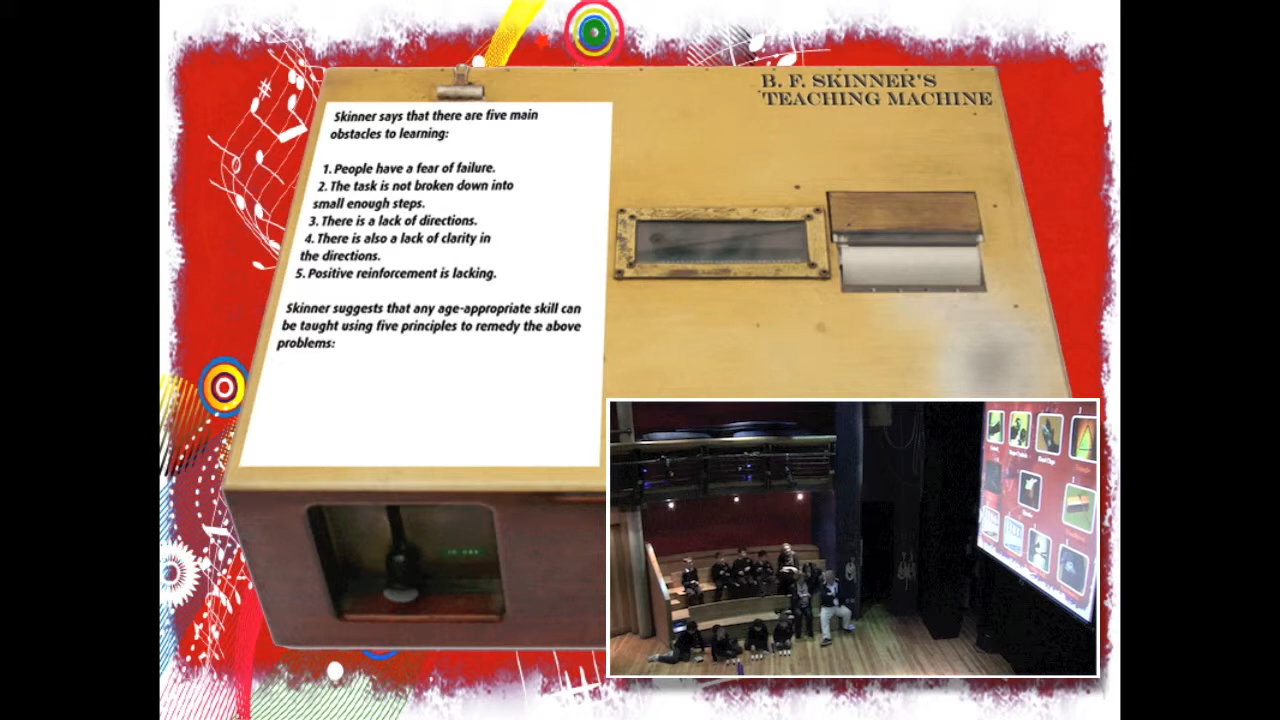 B. F. SKINNER'S
TEACHING MACHINE
Skinner says that there are five main
obstacles to learning:
1. People have a fear of failure.
2. The task is not broken down into
small enough steps.
3. There is a lack of directions.
4. There is also a lack of clarity in
the directions.
5. Positive reinforcement is lacking.
Skinner suggests that any age-appropriate skill can
be taught using five principles to remedy the above
problems: